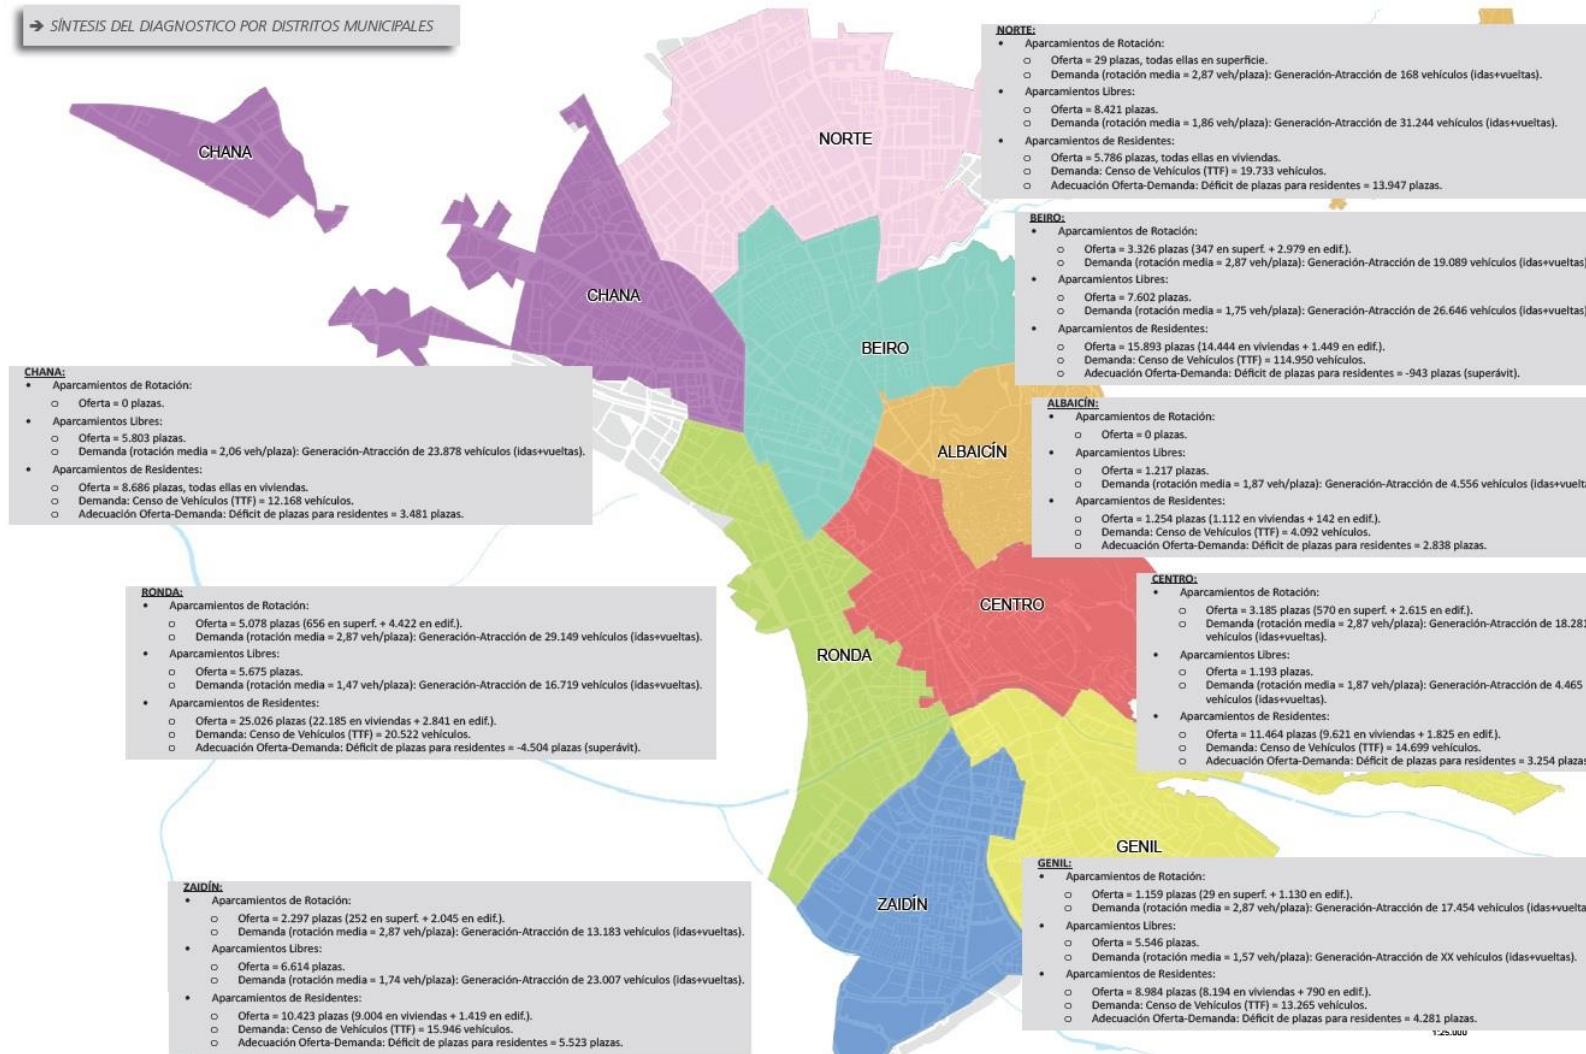 → SÍNTESIS DEL DIAGNOSTICO POR DISTRITOS MUNICIPALES
NORTE:
• Aparcamientos de Rotación:
o Oferta = 29 plazas, todas ellas en superficie.
o Demanda (rotación media = 2,87 veh/plaza): Generación-Atracción de 168 vehículos (idas+vueltas).
• Aparcamientos Libres:
o Oferta = 8.421 plazas.
o Demanda (rotación media = 1,86 veh/plaza): Generación-Atracción de 31.244 vehículos (idas+vueltas).
• Aparcamientos de Residentes:
o Oferta = 5.786 plazas, todas ellas en viviendas.
o Demanda: Censo de Vehículos (TTF) = 19.733 vehículos.
o Adecuación Oferta-Demanda: Déficit de plazas para residentes = 13.947 plazas.
BEIRO:
• Aparcamientos de Rotación:
o Oferta = 3.326 plazas (347 en superf. + 2.979 en edif.).
o Demanda (rotación media = 2,87 veh/plaza): Generación-Atracción de 19.089 vehículos (idas+vueltas)
• Aparcamientos Libres:
o Oferta = 7.602 plazas.
o Demanda (rotación media = 1,75 veh/plaza): Generación-Atracción de 26.646 vehículos (idas+vueltas)
• Aparcamientos de Residentes:
o Oferta = 15.893 plazas (14.444 en viviendas + 1.449 en edif.).
o Demanda: Censo de Vehículos (TTF) = 114.950 vehículos.
o Adecuación Oferta-Demanda: Déficit de plazas para residentes = -943 plazas (superávit).
CHANA:
• Aparcamientos de Rotación:
o Oferta = 0 plazas.
• Aparcamientos Libres:
o Oferta = 5.803 plazas.
o Demanda (rotación media = 2,06 veh/plaza): Generación-Atracción de 23.878 vehículos (idas+vueltas).
• Aparcamientos de Residentes:
o Oferta = 8.686 plazas, todas ellas en viviendas.
o Demanda: Censo de Vehículos (TTF) = 12.168 vehículos.
o Adecuación Oferta-Demanda: Déficit de plazas para residentes = 3.481 plazas.
ALBAICÍN:
• Aparcamientos de Rotación:
o Oferta = 0 plazas.
• Aparcamientos Libres:
o Oferta = 1.217 plazas.
o Demanda (rotación media = 1,87 veh/plaza): Generación-Atracción de 4.556 vehículos (idas+vuelta
• Aparcamientos de Residentes:
o Oferta = 1.254 plazas (1.112 en viviendas + 142 en edif.).
o Demanda: Censo de Vehículos (TTF) = 4.092 vehículos.
o Adecuación Oferta-Demanda: Déficit de plazas para residentes = 2.838 plazas.
CENTRO:
• Aparcamientos de Rotación:
o Oferta = 3.185 plazas (570 en superf. + 2.615 en edif.).
o Demanda (rotación media = 2,87 veh/plaza): Generación-Atracción de 18.281
vehículos (idas+vueltas).
• Aparcamientos Libres:
o Oferta = 1.193 plazas.
o Demanda (rotación media = 1,87 veh/plaza): Generación-Atracción de 4.465
vehículos (idas+vueltas).
• Aparcamientos de Residentes:
o Oferta = 11.464 plazas (9.621 en viviendas + 1.825 en edif.).
o Demanda: Censo de Vehículos (TTF) = 14.699 vehículos.
o Adecuación Oferta-Demanda: Déficit de plazas para residentes = 3.254 plazas
RONDA:
• Aparcamientos de Rotación:
o Oferta = 5.078 plazas (656 en superf. + 4.422 en edif.).
o Demanda (rotación media = 2,87 veh/plaza): Generación-Atracción de 29.149 vehículos (idas+vueltas).
• Aparcamientos Libres:
o Oferta = 5.675 plazas.
o Demanda (rotación media = 1,47 veh/plaza): Generación-Atracción de 16.719 vehículos (idas+vueltas).
• Aparcamientos de Residentes:
o Oferta = 25.026 plazas (22.185 en viviendas + 2.841 en edif.).
o Demanda: Censo de Vehículos (TTF) = 20.522 vehículos.
o Adecuación Oferta-Demanda: Déficit de plazas para residentes = -4.504 plazas (superávit).
GENIL:
• Aparcamientos de Rotación:
o Oferta = 1.159 plazas (29 en superf. + 1.130 en edif.).
o Demanda (rotación media = 2,87 veh/plaza): Generación-Atracción de 17.454 vehículos (idas+vuelta
• Aparcamientos Libres:
o Oferta = 5.546 plazas.
o Demanda (rotación media = 1,57 veh/plaza): Generación-Atracción de XX vehículos (idas+vueltas).
• Aparcamientos de Residentes:
o Oferta = 8.984 plazas (8.194 en viviendas + 790 en edif.).
o Demanda: Censo de Vehículos (TTF) = 13.265 vehículos.
o Adecuación Oferta-Demanda: Déficit de plazas para residentes = 4.281 plazas.
ZAIDÍN:
• Aparcamientos de Rotación:
o Oferta = 2.297 plazas (252 en superf. + 2.045 en edif.).
o Demanda (rotación media = 2,87 veh/plaza): Generación-Atracción de 13.183 vehículos (idas+vueltas).
• Aparcamientos Libres:
o Oferta = 6.614 plazas.
o Demanda (rotación media = 1,74 veh/plaza): Generación-Atracción de 23.007 vehículos (idas+vueltas).
• Aparcamientos de Residentes:
o Oferta = 10.423 plazas (9.004 en viviendas + 1.419 en edif.).
o Demanda: Censo de Vehículos (TTF) = 15.946 vehículos.
o Adecuación Oferta-Demanda: Déficit de plazas para residentes = 5.523 plazas.
CHANA
NORTE
CHANA
BEIRO
ALBAICÍN
CENTRO
RONDA
GENIL
ZAIDÍN
1:25.000